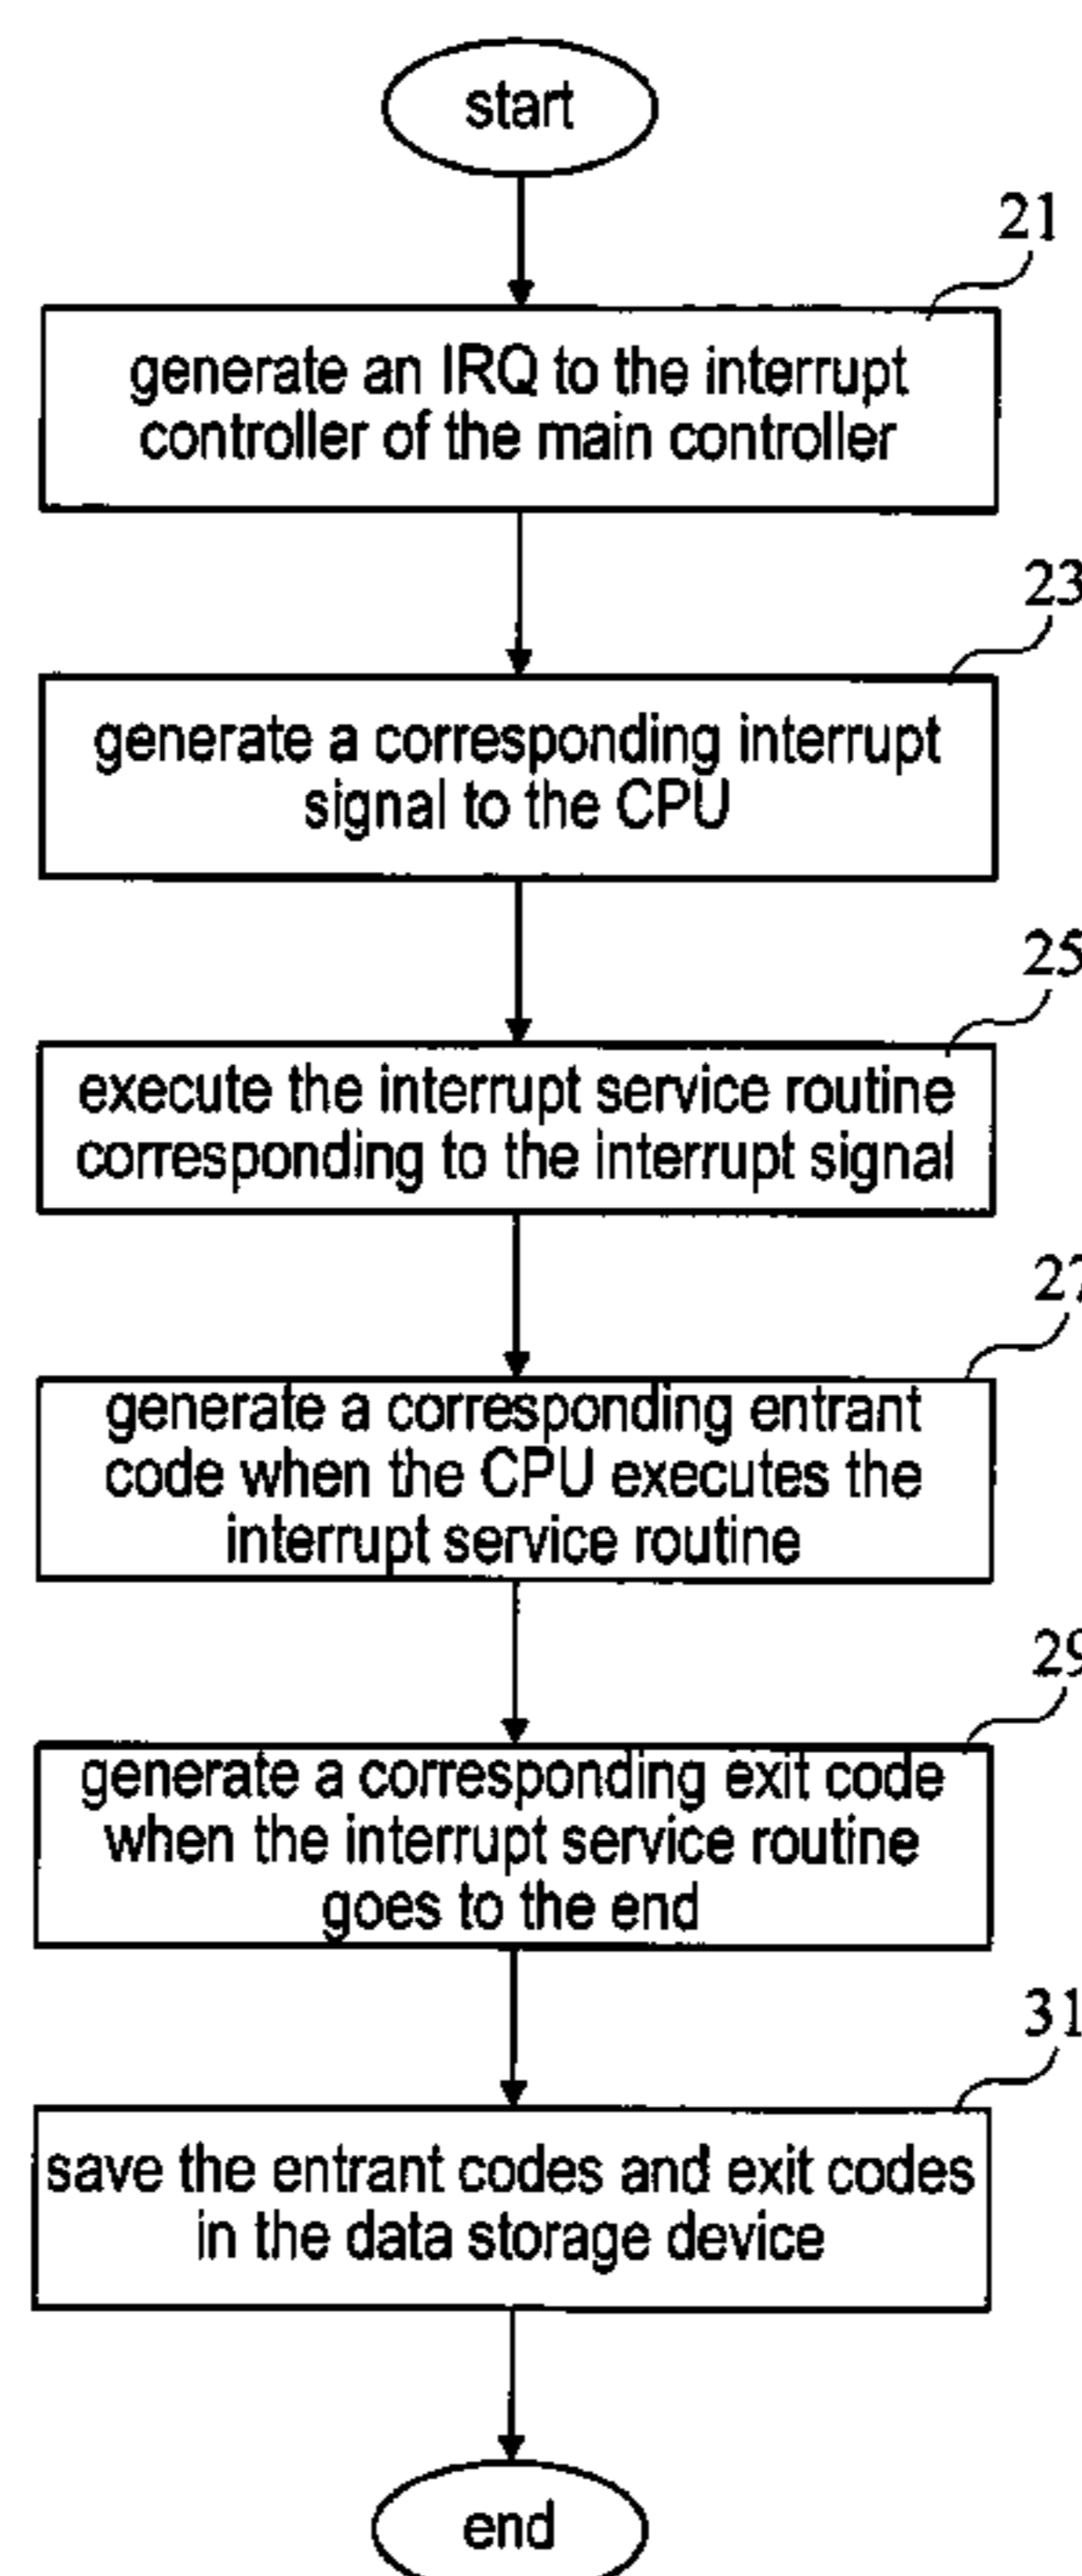 start
21
generate an IRQ to the interrupt
controller of the main controller
23
generate a corresponding interrupt
signal to the CPU
25
execute the interrupt service routine
corresponding to the interrupt signal
27
generate a corresponding entrant
code when the CPU executes the
interrupt service routine
29
generate a corresponding exit code
when the interrupt service routine
goes to the end
31
save the entrant codes and exit codes
in the data storage device
end